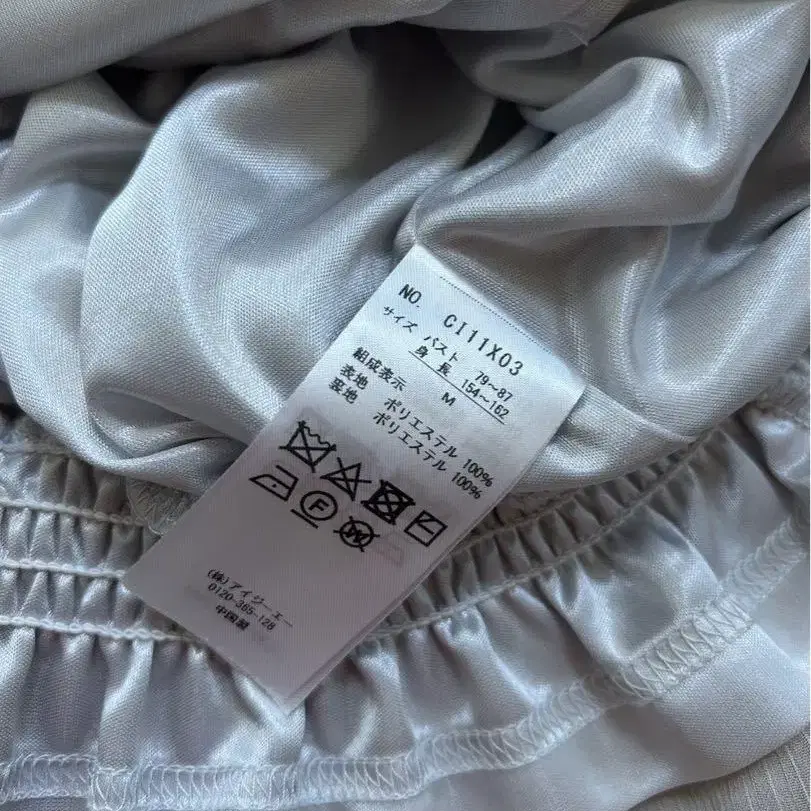 NO. CI11X03
サイズ バスト 79~87
身長 154~162
M
組成表示
表地 ポリエステル 100%
裏地 ポリエステル 100%
F
W
(株)アイジーエー
0120-365-128
中国製